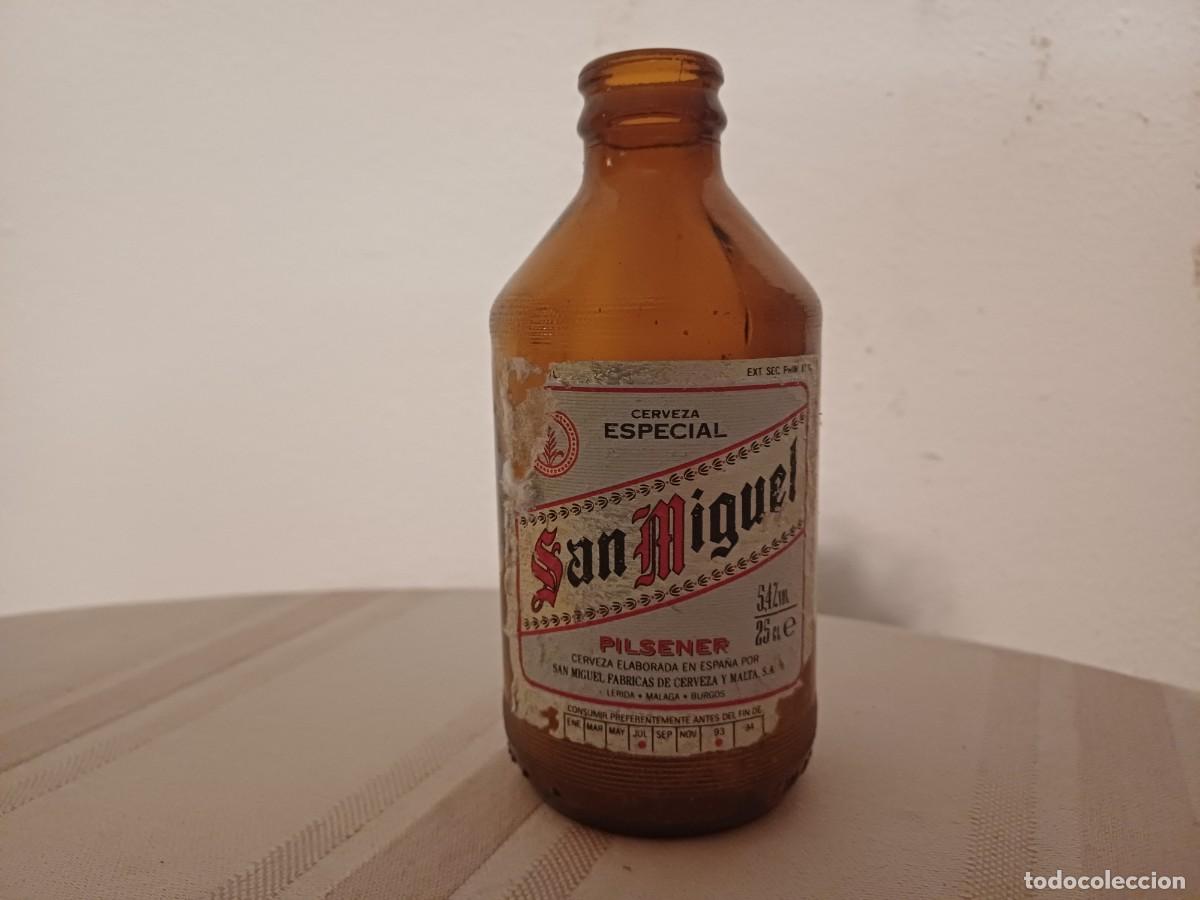 EXT. SEC. P
CERVEZA
ESPECIAL
San Miguel
5,4 % vol.
25 cl e
PILSENER
CERVEZA ELABORADA EN ESPAÑA POR
SAN MIGUEL FABRICAS DE CERVEZA Y MALTA, S.A.
LERIDA • MALAGA • BURGOS
CONSUMIR PREFERENTEMENTE ANTES DEL FIN DE
ENE MAR MAY JUL SEP NOV 93 94
todocoleccion